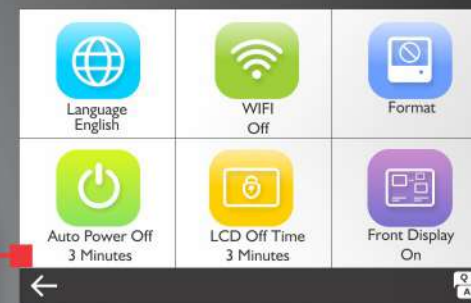 Language
English
WIFI
Off
Format
Auto Power Off
3 Minutes
LCD Off Time
3 Minutes
Front Display
On
Q
A